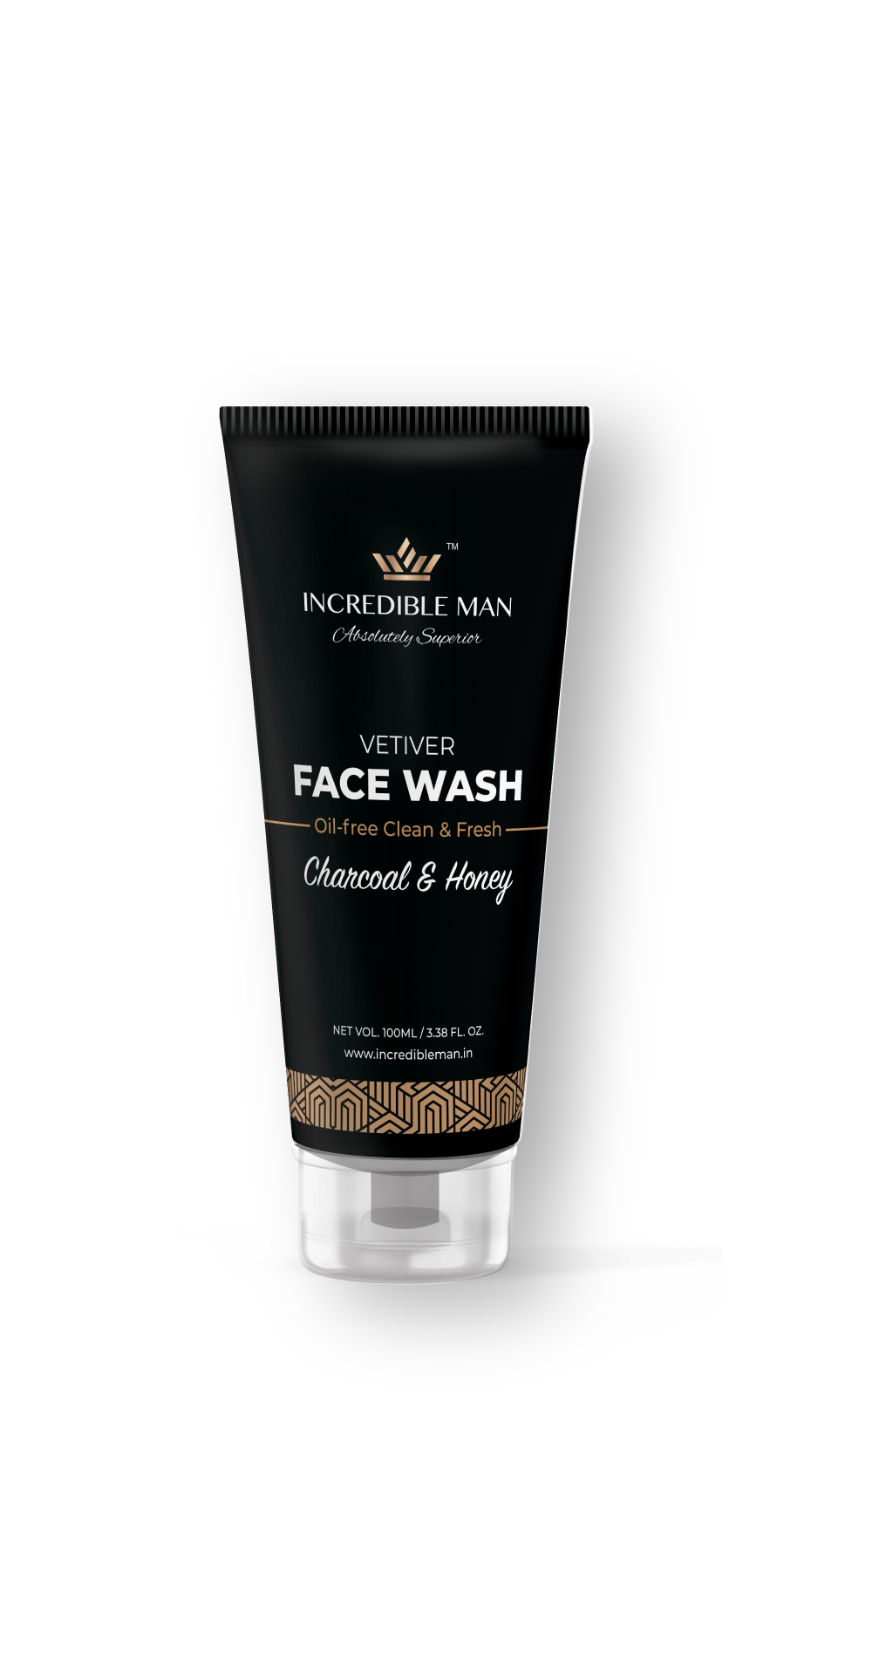 TM
INCREDIBLE MAN
Absolutely Superior
VETIVER
FACE WASH
Oil-free Clean & Fresh
Charcoal & Honey
NET VOL. 100ML / 3.38 FL. OZ.
www.incredibleman.in